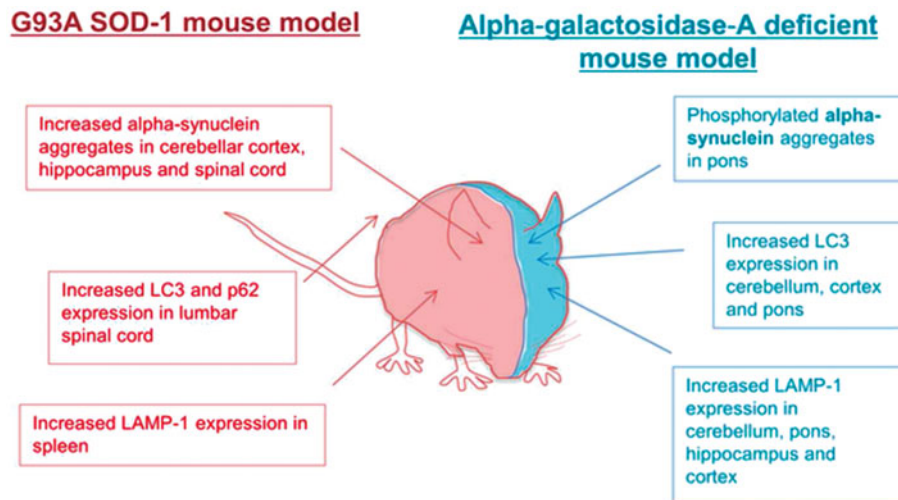 G93A SOD-1 mouse model
Alpha-galactosidase-A deficient
mouse model
Increased alpha-synuclein
aggregates in cerebellar cortex,
hippocampus and spinal cord
Increased LC3 and p62
expression in lumbar
spinal cord
Increased LAMP-1 expression in
spleen
Phosphorylated alpha-
synuclein aggregates
in pons
Increased LC3
expression in
cerebellum, cortex
and pons
Increased LAMP-1
expression in
cerebellum, pons,
hippocampus and
cortex